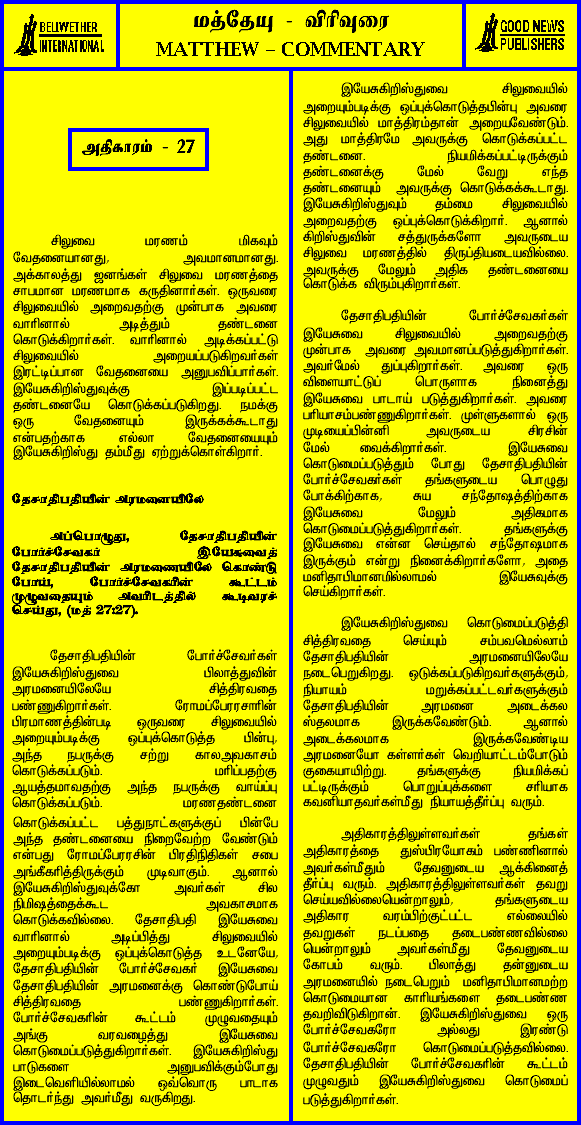 BELIWETHER
INTERNATIONAL
மத்தேயு - விரிவுரை
MATTHEW – COMMENTARY
GOOD NEWS
PUBLISHERS
அதிகாரம் - 27
சிலுவை மரணம் மிகவும்
வேதனையானது, அவமானமானது.
அக்காலத்து ஜனங்கள் சிலுவை மரணத்தை
சாபமான மரணமாக கருதினார்கள். ஒருவரை
சிலுவையில் அறைவதற்கு முன்பாக அவரை
வாரினால் அடித்தும் தண்டனை
கொடுக்கிறார்கள். வாரினால் அடிக்கப்பட்டு
சிலுவையில் அறையப்படுகிறவர்கள்
இரட்டிப்பான வேதனையை அனுபவிப்பார்கள்.
இயேசுகிறிஸ்துவுக்கு இப்படிப்பட்ட
தண்டனையே கொடுக்கப்படுகிறது. நமக்கு
ஒரு வேதனையும் இருக்கக்கூடாது
என்பதற்காக எல்லா வேதனையையும்
இயேசுகிறிஸ்து தம்மீது ஏற்றுக்கொள்கிறார்.
தேசாதிபதியின் அரமனையிலே
அப்பொழுது, தேசாதிபதியின்
போர்ச்சேவகர் இயேசுவைத்
தேசாதிபதியின் அரமணையிலே கொண்டு
போய், போர்ச்சேவகரின் கூட்டம்
முழுவதையும் அவரிடத்தில் கூடிவரச்
செய்து, (மத் 27:27).
தேசாதிபதியின் போர்ச்சேவர்கள்
இயேசுகிறிஸ்துவை பிலாத்துவின்
அரமனையிலேயே சித்திரவதை
பண்ணுகிறார்கள். ரோமப்பேரரசாரின்
பிரமாணத்தின்படி ஒருவரை சிலுவையில்
அறையும்படிக்கு ஒப்புக்கொடுத்த பின்பு,
அந்த நபருக்கு சற்று காலஅவகாசம்
கொடுக்கப்படும். மரிப்பதற்கு
ஆயத்தமாவதற்கு அந்த நபருக்கு வாய்ப்பு
கொடுக்கப்படும். மரணதண்டனை
கொடுக்கப்பட்ட பத்துநாட்களுக்குப் பின்பே
அந்த தண்டனையை நிறைவேற்ற வேண்டும்
என்பது ரோமப்பேரரசின் பிரதிநிதிகள் சபை
அங்கீகரித்திருக்கும் முடிவாகும். ஆனால்
இயேசுகிறிஸ்துவுக்கோ அவர்கள் சில
நிமிஷத்தைக்கூட அவகாசமாக
கொடுக்கவில்லை. தேசாதிபதி இயேசுவை
வாரினால் அடிப்பித்து சிலுவையில்
அறையும்படிக்கு ஒப்புக்கொடுத்த உடனேயே,
தேசாதிபதியின் போர்ச்சேவகர் இயேசுவை
தேசாதிபதியின் அரமனைக்கு கொண்டுபோய்
சித்திரவதை பண்ணுகிறார்கள்.
போர்ச்சேவகரின் கூட்டம் முழுவதையும்
அங்கு வரவழைத்து இயேசுவை
கொடுமைப்படுத்துகிறார்கள். இயேசுகிறிஸ்து
பாடுகளை அனுபவிக்கும்போது
இடைவெளியில்லாமல் ஒவ்வொரு பாடாக
தொடர்ந்து அவர்மீது வருகிறது.
இயேசுகிறிஸ்துவை சிலுவையில்
அறையும்படிக்கு ஒப்புக்கொடுத்தபின்பு அவரை
சிலுவையில் மாத்திரம்தான் அறையவேண்டும்.
அது மாத்திரமே அவருக்கு கொடுக்கப்பட்ட
தண்டனை. நியமிக்கப்பட்டிருக்கும்
தண்டனைக்கு மேல் வேறு எந்த
தண்டனையும் அவருக்கு கொடுக்கக்கூடாது.
இயேசுகிறிஸ்துவும் தம்மை சிலுவையில்
அறைவதற்கு ஒப்புக்கொடுக்கிறார். ஆனால்
கிறிஸ்துவின் சத்துருக்களோ அவருடைய
சிலுவை மரணத்தில் திருப்தியடையவில்லை.
அவருக்கு மேலும் அதிக தண்டனையை
கொடுக்க விரும்புகிறார்கள்.
தேசாதிபதியின் போர்ச்சேவர்கள்
இயேசுவை சிலுவையில் அறைவதற்கு
முன்பாக அவரை அவமானப்படுத்துகிறார்கள்.
அவர்மேல் துப்புகிறார்கள். அவரை ஒரு
விளையாட்டுப் பொருளாக நினைத்து
இயேசுவை பாடாய் படுத்துகிறார்கள். அவரை
பரியாசம்பண்ணுகிறார்கள். முள்ளுகளால் ஒரு
முடியைப்பின்னி அவருடைய சிரசின்
மேல் வைக்கிறார்கள். இயேசுவை
கொடுமைப்படுத்தும் போது தேசாதிபதியின்
போர்ச்சேவகர்கள் தங்களுடைய பொழுது
போக்கிற்காக, சுய சந்தோஷத்திற்காக
இயேசுவை மேலும் அதிகமாக
கொடுமைப்படுத்துகிறார்கள். தங்களுக்கு
இயேசுவை என்ன செய்தால் சந்தோஷமாக
இருக்கும் என்று நினைக்கிறார்களோ, அதை
மனிதாபிமானமில்லாமல் இயேசுவுக்கு
செய்கிறார்கள்.
இயேசுகிறிஸ்துவை கொடுமைப்படுத்தி
சித்திரவதை செய்யும் சம்பவமெல்லாம்
தேசாதிபதியின் அரமனையிலேயே
நடைபெறுகிறது. ஒடுக்கப்படுகிறவர்களுக்கும்,
நியாயம் மறுக்கப்பட்டவர்களுக்கும்
தேசாதிபதியின் அரமனை அடைக்கல
ஸ்தலமாக இருக்கவேண்டும். ஆனால்
அடைக்கலமாக இருக்கவேண்டிய
அரமனையோ கள்ளர்கள் வெறியாட்டம்போடும்
குகையாயிற்று. தங்களுக்கு நியமிக்கப்
பட்டிருக்கும் பொறுப்புக்களை சரியாக
கவனியாதவர்கள்மீது நியாயத்தீர்ப்பு வரும்.
அதிகாரத்திலுள்ளவர்கள் தங்கள்
அதிகாரத்தை துஸ்பிரயோகம் பண்ணினால்
அவர்கள்மீதும் தேவனுடைய ஆக்கினைத்
தீர்ப்பு வரும். அதிகாரத்திலுள்ளவர்கள் தவறு
செய்யவில்லையென்றாலும், தங்களுடைய
அதிகார வரம்பிற்குட்பட்ட எல்லையில்
தவறுகள் நடப்பதை தடைபண்ணவில்லை
யென்றாலும் அவர்கள்மீது தேவனுடைய
கோபம் வரும். பிலாத்து தன்னுடைய
அரமனையில் நடைபெறும் மனிதாபிமானமற்ற
கொடுமையான காரியங்களை தடைபண்ண
தவறிவிடுகிறான். இயேசுகிறிஸ்துவை ஒரு
போர்ச்சேவகரோ அல்லது இரண்டு
போர்ச்சேவகரோ கொடுமைப்படுத்தவில்லை.
தேசாதிபதியின் போர்ச்சேவகரின் கூட்டம்
முழுவதும் இயேசுகிறிஸ்துவை கொடுமைப்
படுத்துகிறார்கள்.